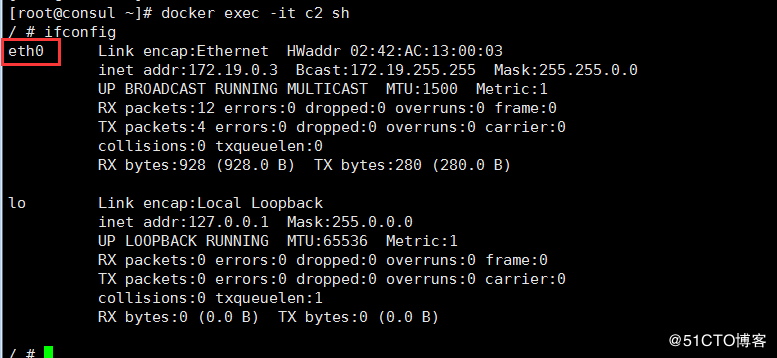 [root@consul ~]# docker exec -it c2 sh
/ # ifconfig
eth0      Link encap:Ethernet  HWaddr 02:42:AC:13:00:03
          inet addr:172.19.0.3  Bcast:172.19.255.255  Mask:255.255.0.0
          UP BROADCAST RUNNING MULTICAST  MTU:1500  Metric:1
          RX packets:12 errors:0 dropped:0 overruns:0 frame:0
          TX packets:4 errors:0 dropped:0 overruns:0 carrier:0
          collisions:0 txqueuelen:0
          RX bytes:928 (928.0 B)  TX bytes:280 (280.0 B)
lo        Link encap:Local Loopback
          inet addr:127.0.0.1  Mask:255.0.0.0
          UP LOOPBACK RUNNING  MTU:65536  Metric:1
          RX packets:0 errors:0 dropped:0 overruns:0 frame:0
          TX packets:0 errors:0 dropped:0 overruns:0 carrier:0
          collisions:0 txqueuelen:1
          RX bytes:0 (0.0 B)  TX bytes:0 (0.0 B)
/ #
@51CTO博客